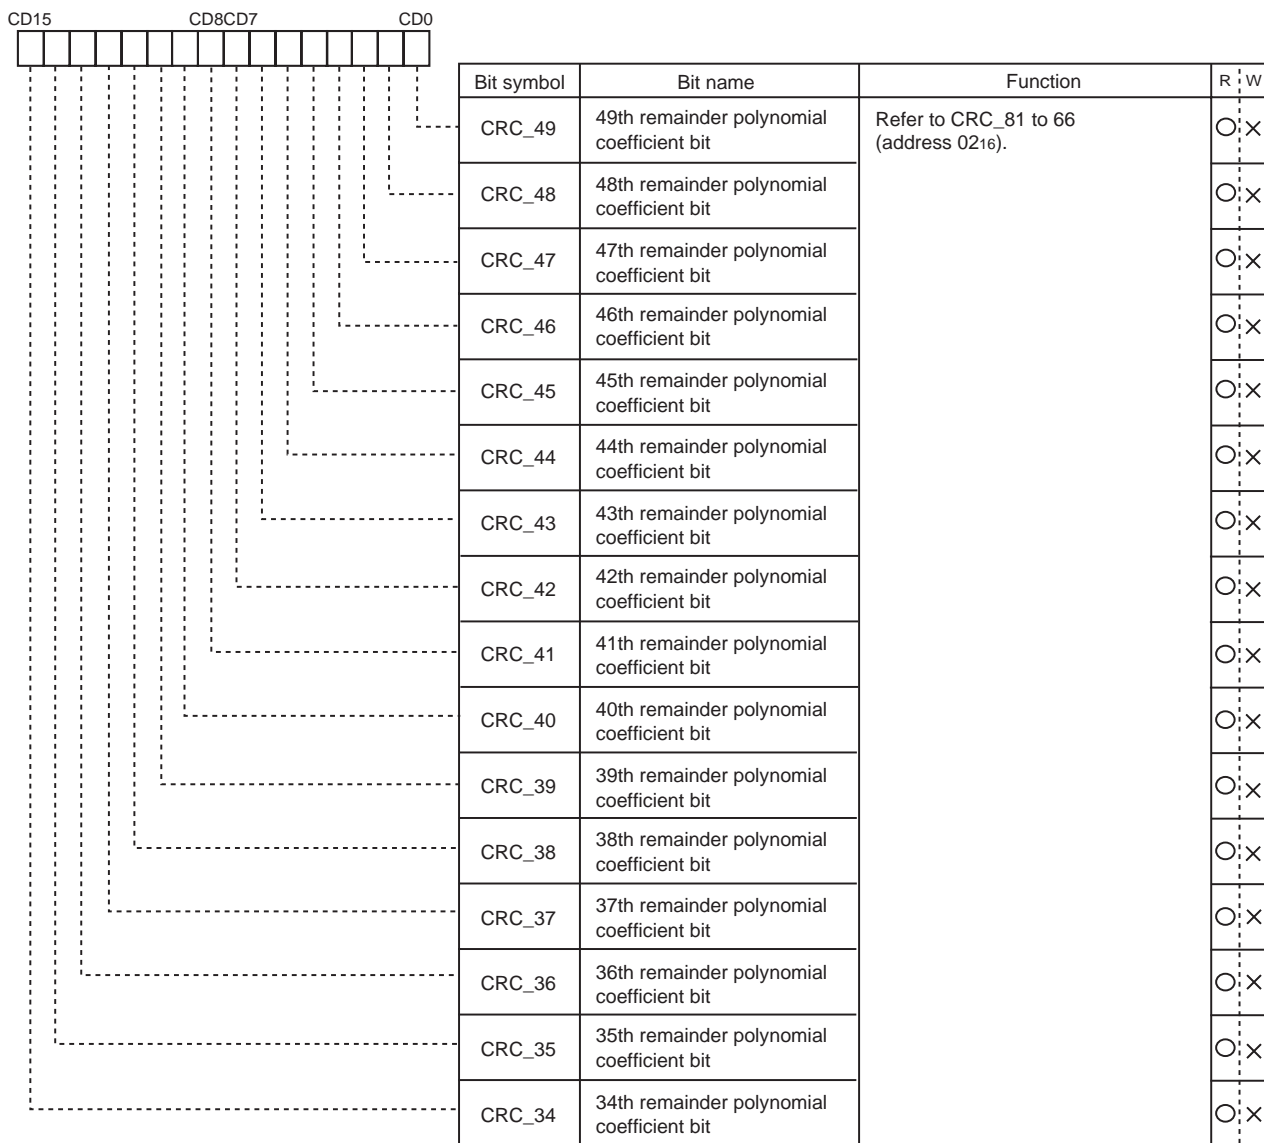 CD15 CD8CD7 CD0
Bit symbol Bit name Function R W
CRC_49 49th remainder polynomial
coefficient bit
Refer to CRC_81 to 66
(address 0216).
○ ×
CRC_48 48th remainder polynomial
coefficient bit
○ ×
CRC_47 47th remainder polynomial
coefficient bit
○ ×
CRC_46 46th remainder polynomial
coefficient bit
○ ×
CRC_45 45th remainder polynomial
coefficient bit
○ ×
CRC_44 44th remainder polynomial
coefficient bit
○ ×
CRC_43 43th remainder polynomial
coefficient bit
○ ×
CRC_42 42th remainder polynomial
coefficient bit
○ ×
CRC_41 41th remainder polynomial
coefficient bit
○ ×
CRC_40 40th remainder polynomial
coefficient bit
○ ×
CRC_39 39th remainder polynomial
coefficient bit
○ ×
CRC_38 38th remainder polynomial
coefficient bit
○ ×
CRC_37 37th remainder polynomial
coefficient bit
○ ×
CRC_36 36th remainder polynomial
coefficient bit
○ ×
CRC_35 35th remainder polynomial
coefficient bit
○ ×
CRC_34 34th remainder polynomial
coefficient bit
○ ×